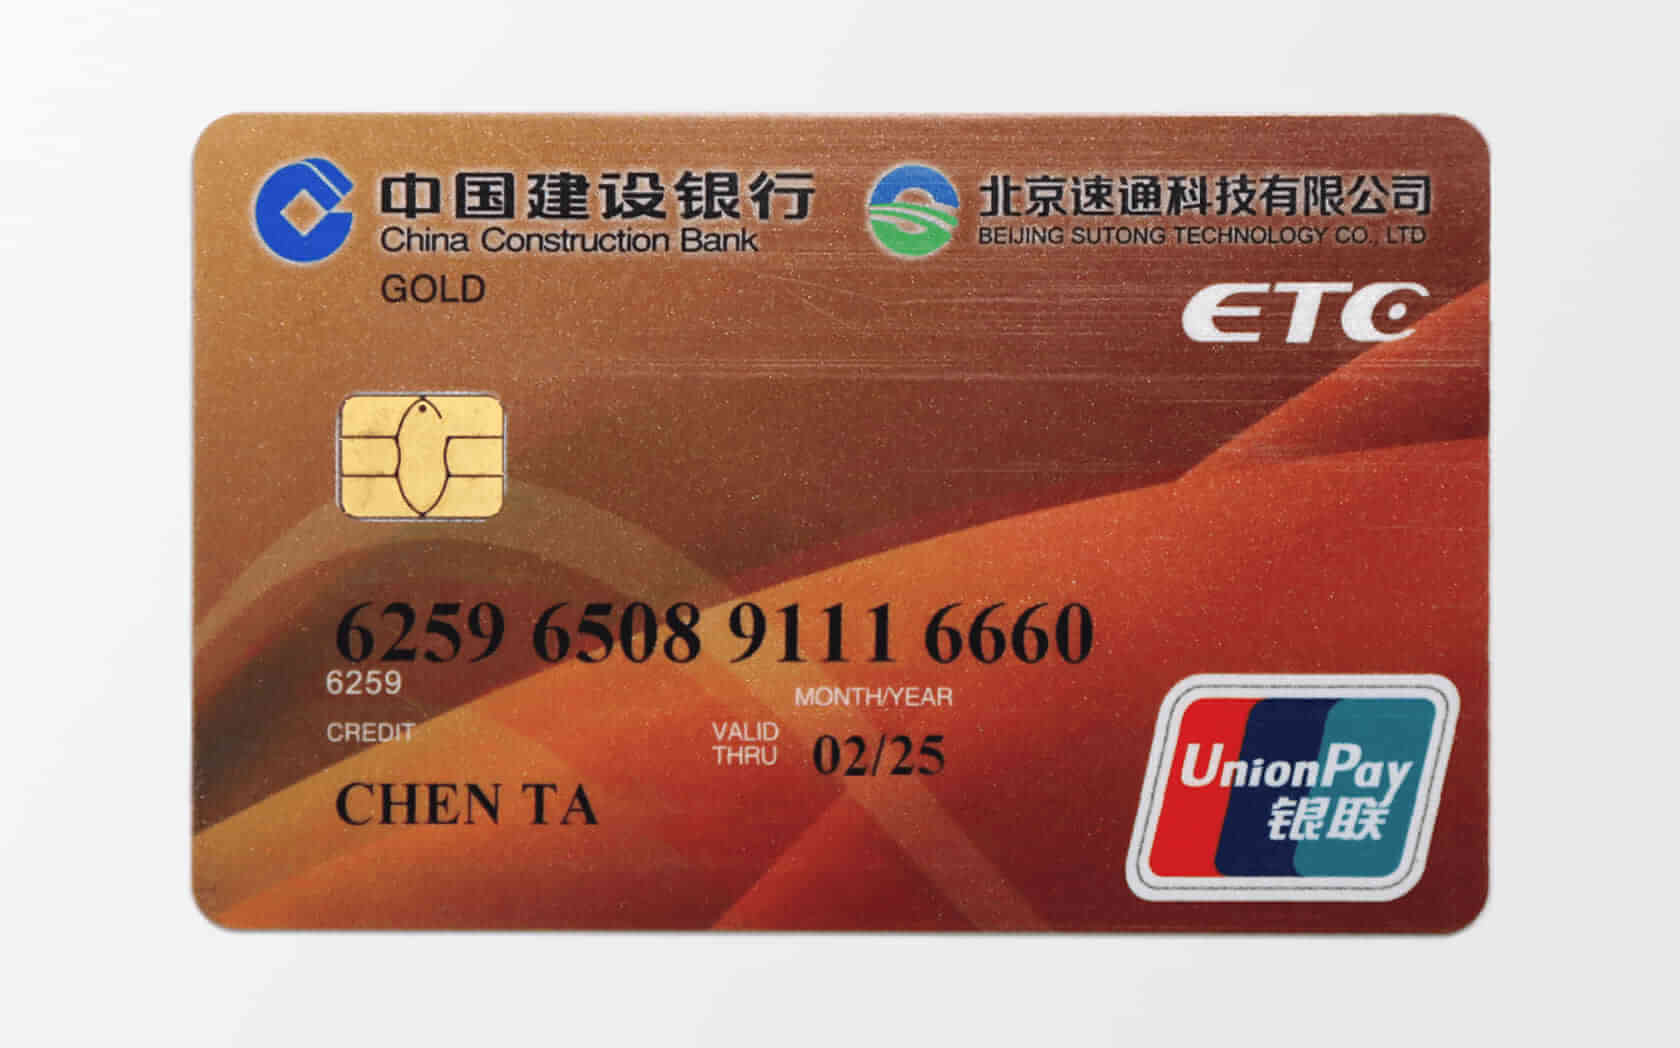 中国建设银行
China Construction Bank
GOLD
北京速通科技有限公司
BEIJING SUTONG TECHNOLOGY CO., LTD
ETC
6259 6508 9111 6660
6259
MONTH/YEAR
CREDIT
VALID
THRU
02/25
CHEN TA
UnionPay
银联